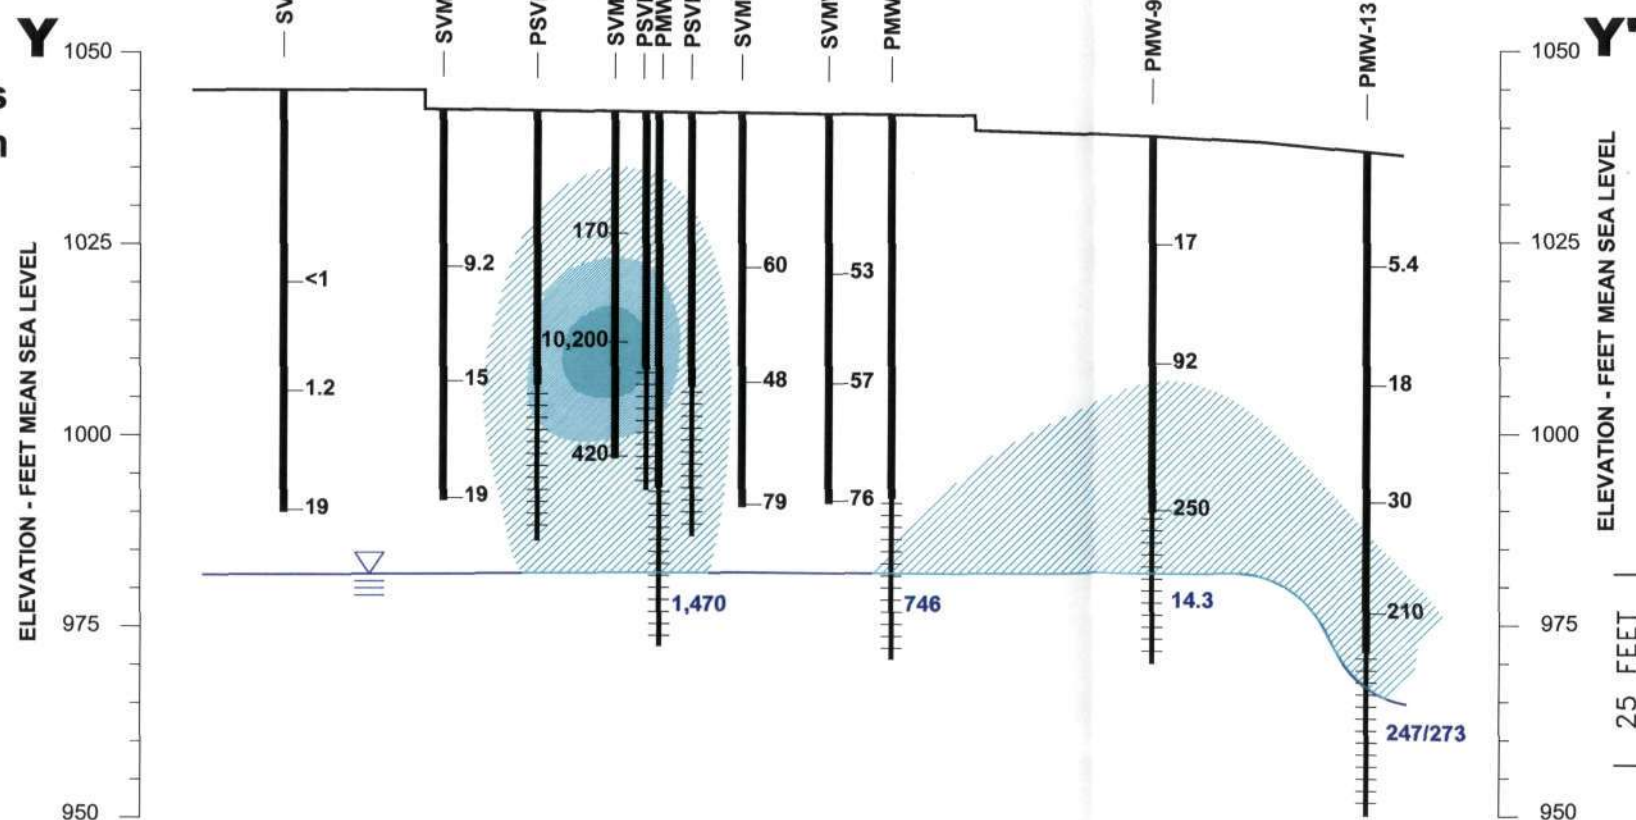 Y
Y'
SV
SVM
PSV
SVM
PSV
PMW
PSV
SVM
SVM
PMW
PMW-9
PMW-13
1050
1025
1000
975
950
ELEVATION - FEET MEAN SEA LEVEL
<1
1.2
19
9.2
15
19
170
10,200
420
1,470
60
48
79
53
57
76
746
17
92
250
14.3
5.4
18
30
210
247/273
1050
1025
1000
975
950
ELEVATION - FEET MEAN SEA LEVEL
25 FEET